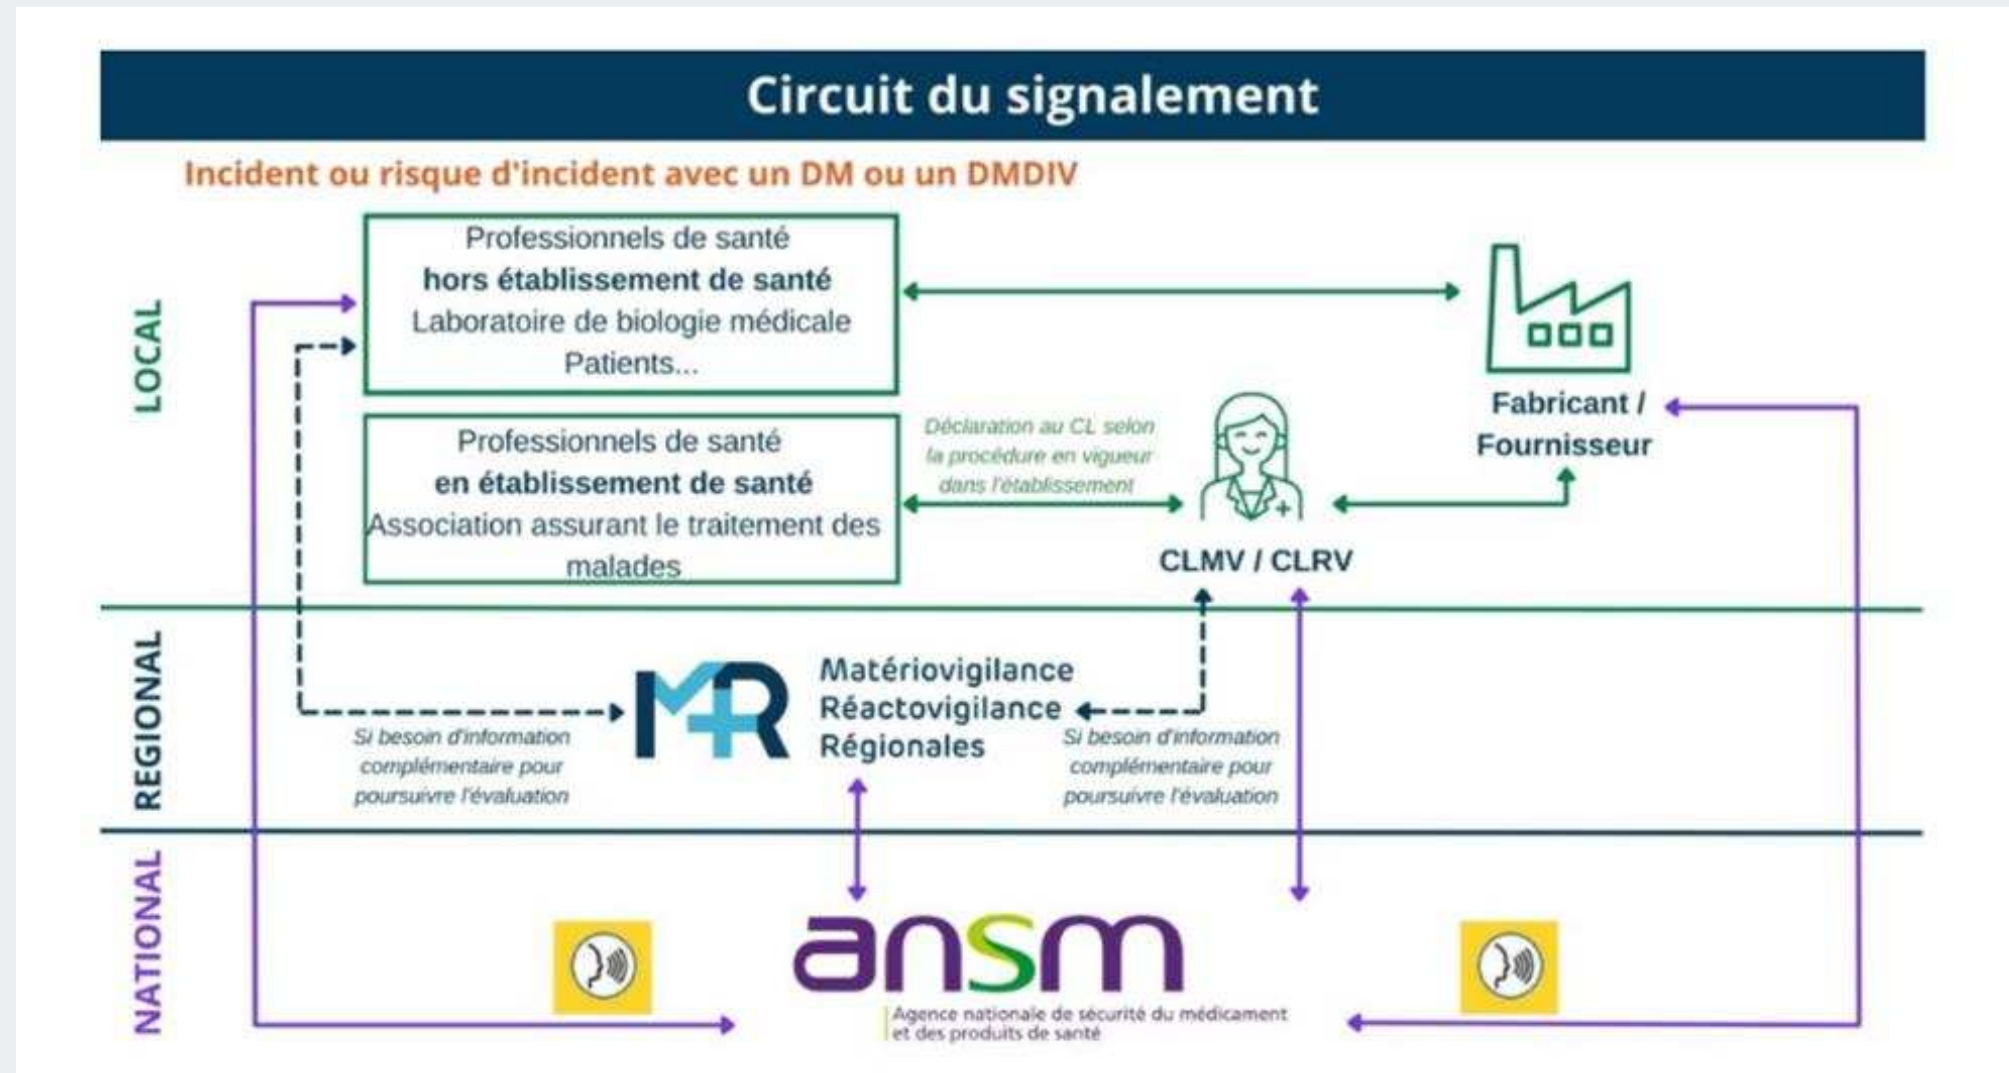 Circuit du signalement
Incident ou risque d'incident avec un DM ou un DMDIV
LOCAL
Professionnels de santé
hors établissement de santé
Laboratoire de biologie médicale
Patients...
Professionnels de santé
en établissement de santé
Association assurant le traitement des
malades
Déclaration au CL selon
la procédure en vigueur
dans l'établissement
CLMV / CLRV
Fabricant /
Fournisseur
REGIONAL
Si besoin d'information
complémentaire pour
poursuivre l'évaluation
MR
Matériovigilance
Réactovigilance
Régionales
Si besoin d'information
complémentaire pour
poursuivre l'évaluation
NATIONAL
ansm
Agence nationale de sécurité du médicament
et des produits de santé